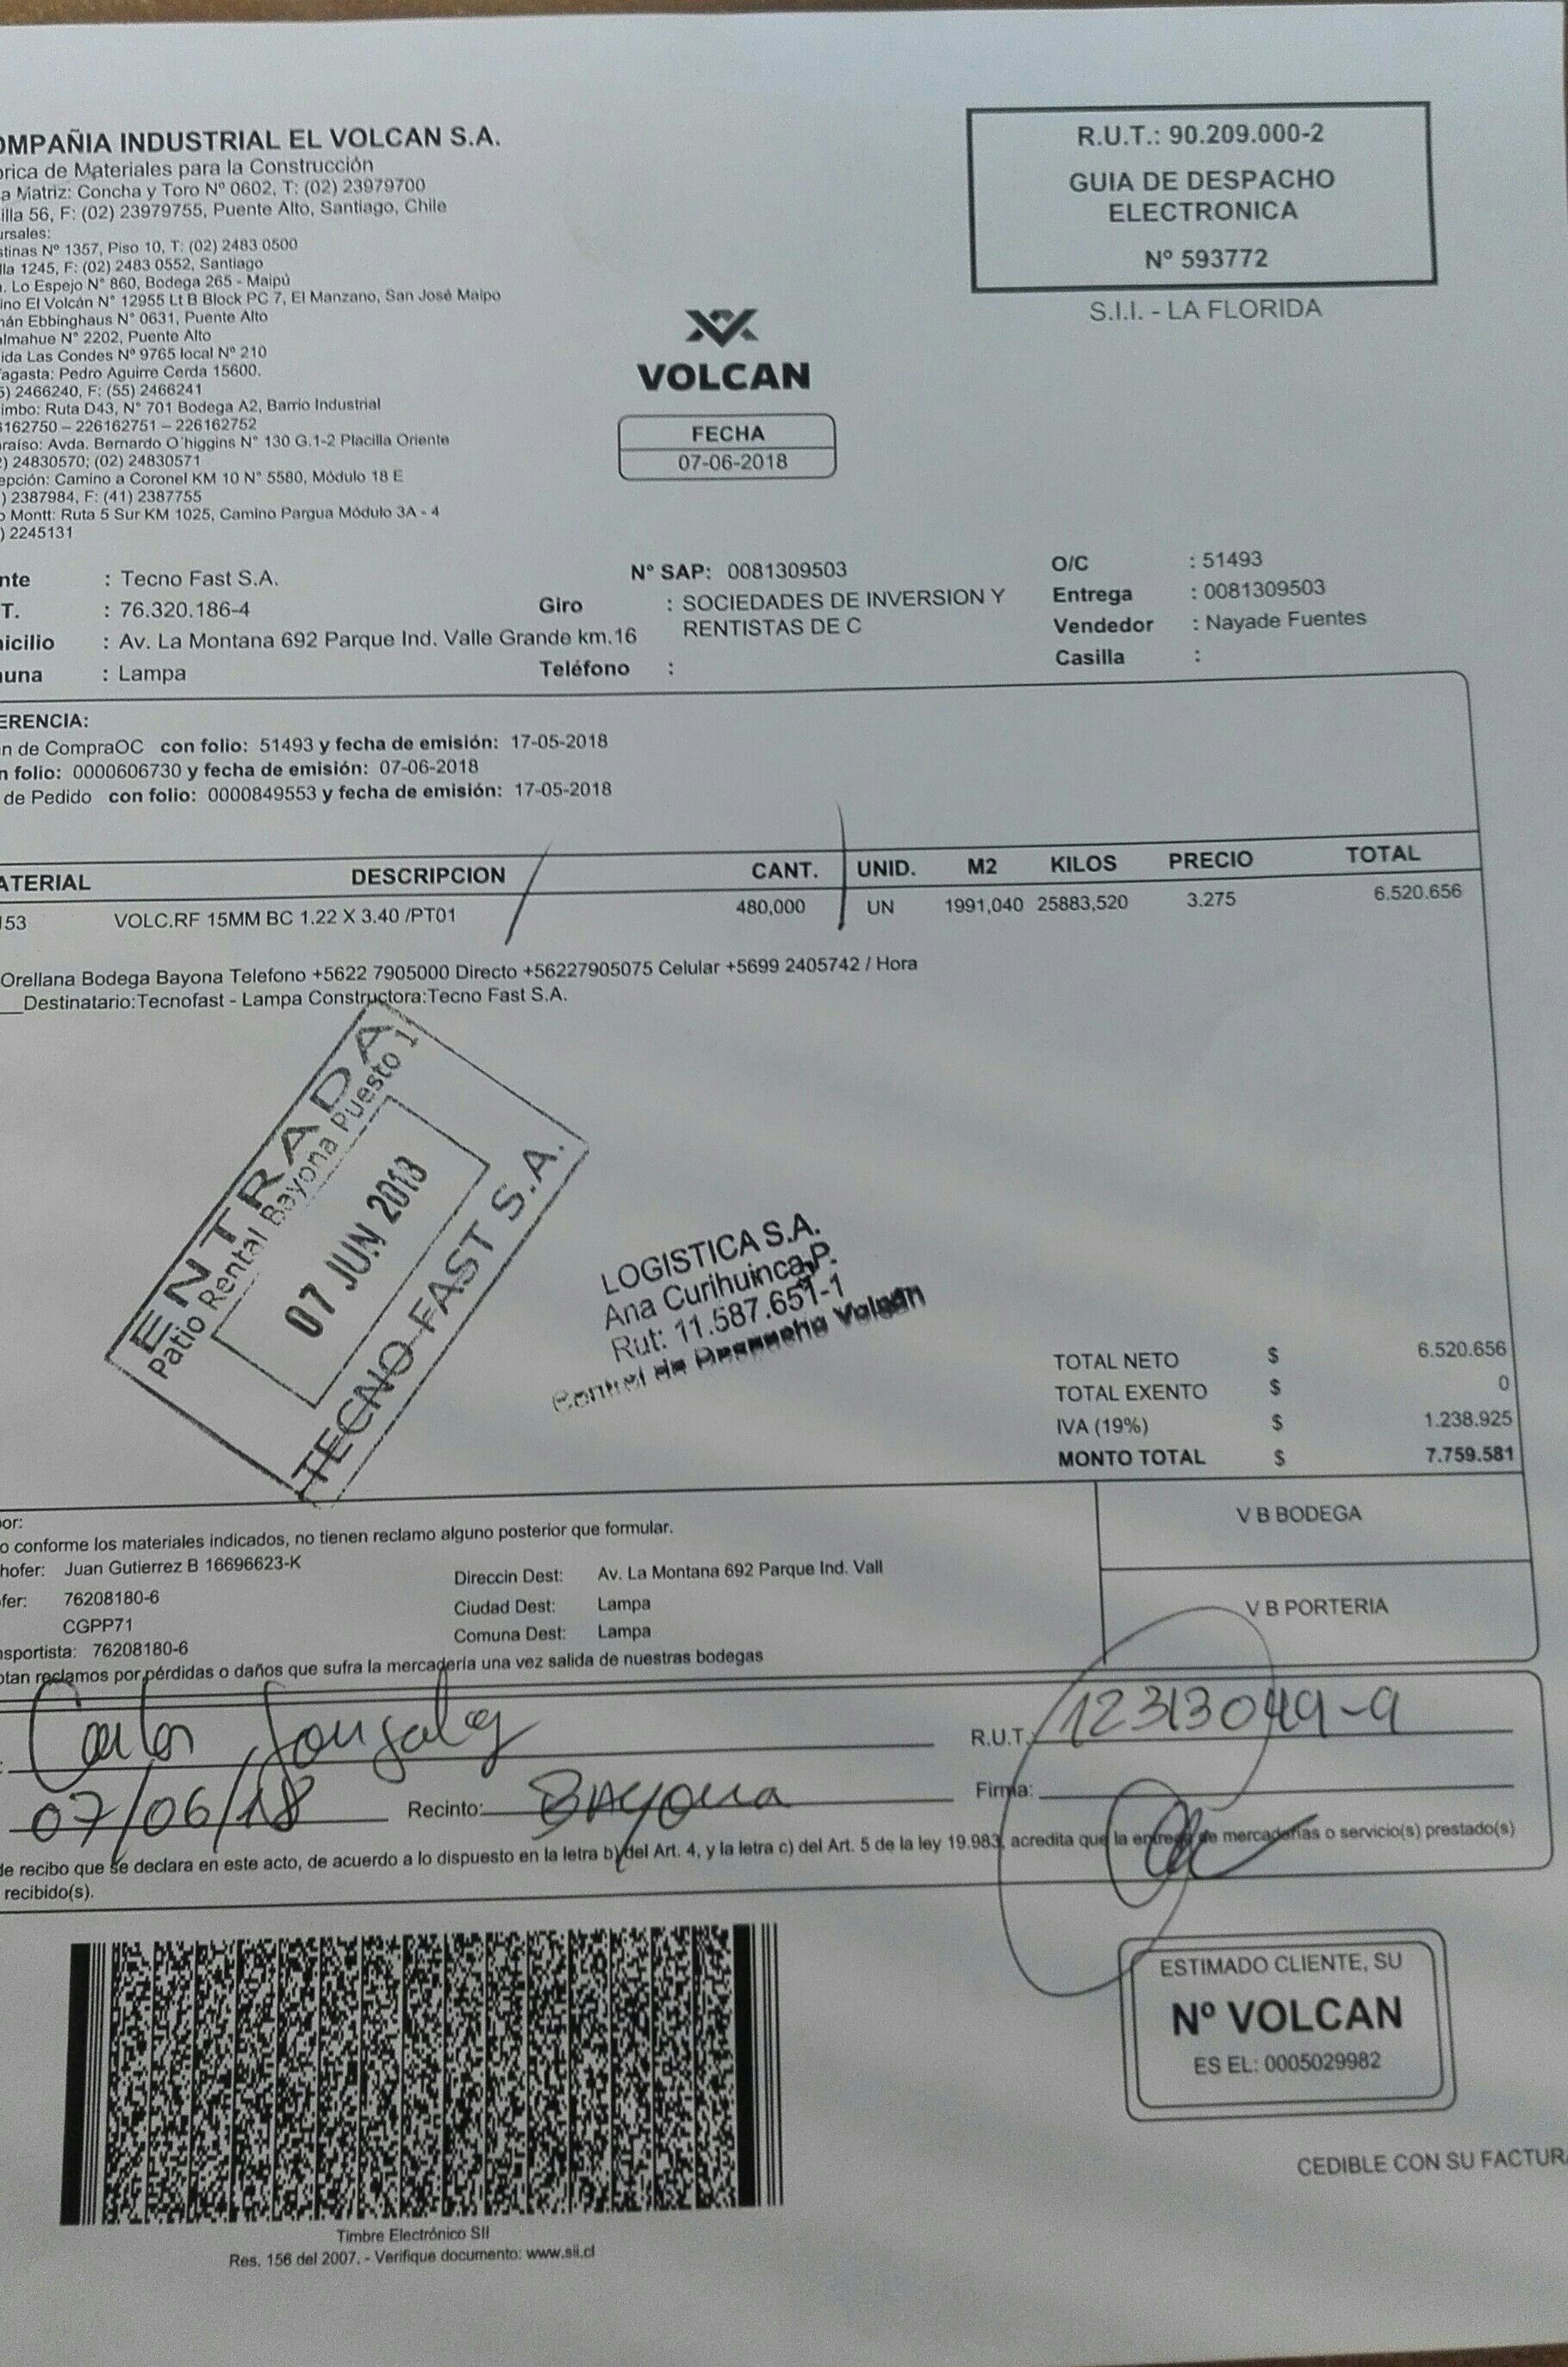 OMPAÑIA INDUSTRIAL EL VOLCAN S.A.
brica de Materiales para la Construcción
a Matriz: Concha y Toro Nº 0602, T: (02) 23979700
illa 56, F: (02) 23979755, Puente Alto, Santiago, Chile
ursales:
stinas Nº 1357, Piso 10, T: (02) 2483 0500
lla 1245, F: (02) 2483 0552, Santiago
. Lo Espejo N° 860, Bodega 265 - Maipú
ino El Volcán N° 12955 Lt B Block PC 7, El Manzano, San José Maipo
nán Ebbinghaus N° 0631, Puente Alto
almahue N° 2202, Puente Alto
ida Las Condes Nº 9765 local Nº 210
fagasta: Pedro Aguirre Cerda 15600.
5) 2466240, F: (55) 2466241
imbo: Ruta D43, N° 701 Bodega A2, Barrio Industrial
6162750 – 226162751 – 226162752
araíso: Avda. Bernardo O'higgins N° 130 G.1-2 Placilla Oriente
) 24830570; (02) 24830571
epción: Camino a Coronel KM 10 N° 5580, Módulo 18 E
) 2387984, F: (41) 2387755
o Montt: Ruta 5 Sur KM 1025, Camino Pargua Módulo 3A - 4
) 2245131
R.U.T.: 90.209.000-2
GUIA DE DESPACHO
ELECTRONICA
Nº 593772
S.I.I. - LA FLORIDA
VOLCAN
FECHA
07-06-2018
nte : Tecno Fast S.A.
T. : 76.320.186-4
nicilio : Av. La Montana 692 Parque Ind. Valle Grande km.16
una : Lampa
N° SAP: 0081309503
Giro : SOCIEDADES DE INVERSION Y
RENTISTAS DE C
Teléfono :
O/C : 51493
Entrega : 0081309503
Vendedor : Nayade Fuentes
Casilla :
ERENCIA:
n de CompraOC con folio: 51493 y fecha de emisión: 17-05-2018
n folio: 0000606730 y fecha de emisión: 07-06-2018
de Pedido con folio: 0000849553 y fecha de emisión: 17-05-2018
ATERIAL DESCRIPCION CANT. UNID. M2 KILOS PRECIO TOTAL
153 VOLC.RF 15MM BC 1.22 X 3.40 /PT01 480,000 UN 1991,040 25883,520 3.275 6.520.656
Orellana Bodega Bayona Telefono +5622 7905000 Directo +56227905075 Celular +5699 2405742 / Hora
__Destinatario:Tecnofast - Lampa Constructora:Tecno Fast S.A.
ENTRADA
Patio Rental Bayona Puesto 1
07 JUN 2018
TECNO FAST S.A.
LOGISTICA S.A.
Ana Curihuinca P.
Rut: 11.587.651-1
Control de Despacho Volcán
TOTAL NETO $ 6.520.656
TOTAL EXENTO $ 0
IVA (19%) $ 1.238.925
MONTO TOTAL $ 7.759.581
por:
o conforme los materiales indicados, no tienen reclamo alguno posterior que formular.
hofer: Juan Gutierrez B 16696623-K
fer: 76208180-6
CGPP71
nsportista: 76208180-6
Direccin Dest: Av. La Montana 692 Parque Ind. Vall
Ciudad Dest: Lampa
Comuna Dest: Lampa
V B BODEGA
V B PORTERIA
ptan reclamos por pérdidas o daños que sufra la mercadería una vez salida de nuestras bodegas
: Carlos Gonzalez R.U.T.: 12313049-9
07/06/18 Recinto: Bayona Firma:
de recibo que se declara en este acto, de acuerdo a lo dispuesto en la letra b) del Art. 4, y la letra c) del Art. 5 de la ley 19.983, acredita que la entrega de mercaderías o servicio(s) prestado(s)
recibido(s).
ESTIMADO CLIENTE, SU
Nº VOLCAN
ES EL: 0005029982
CEDIBLE CON SU FACTURA
Timbre Electrónico SII
Res. 156 del 2007. - Verifique documento: www.sii.cl